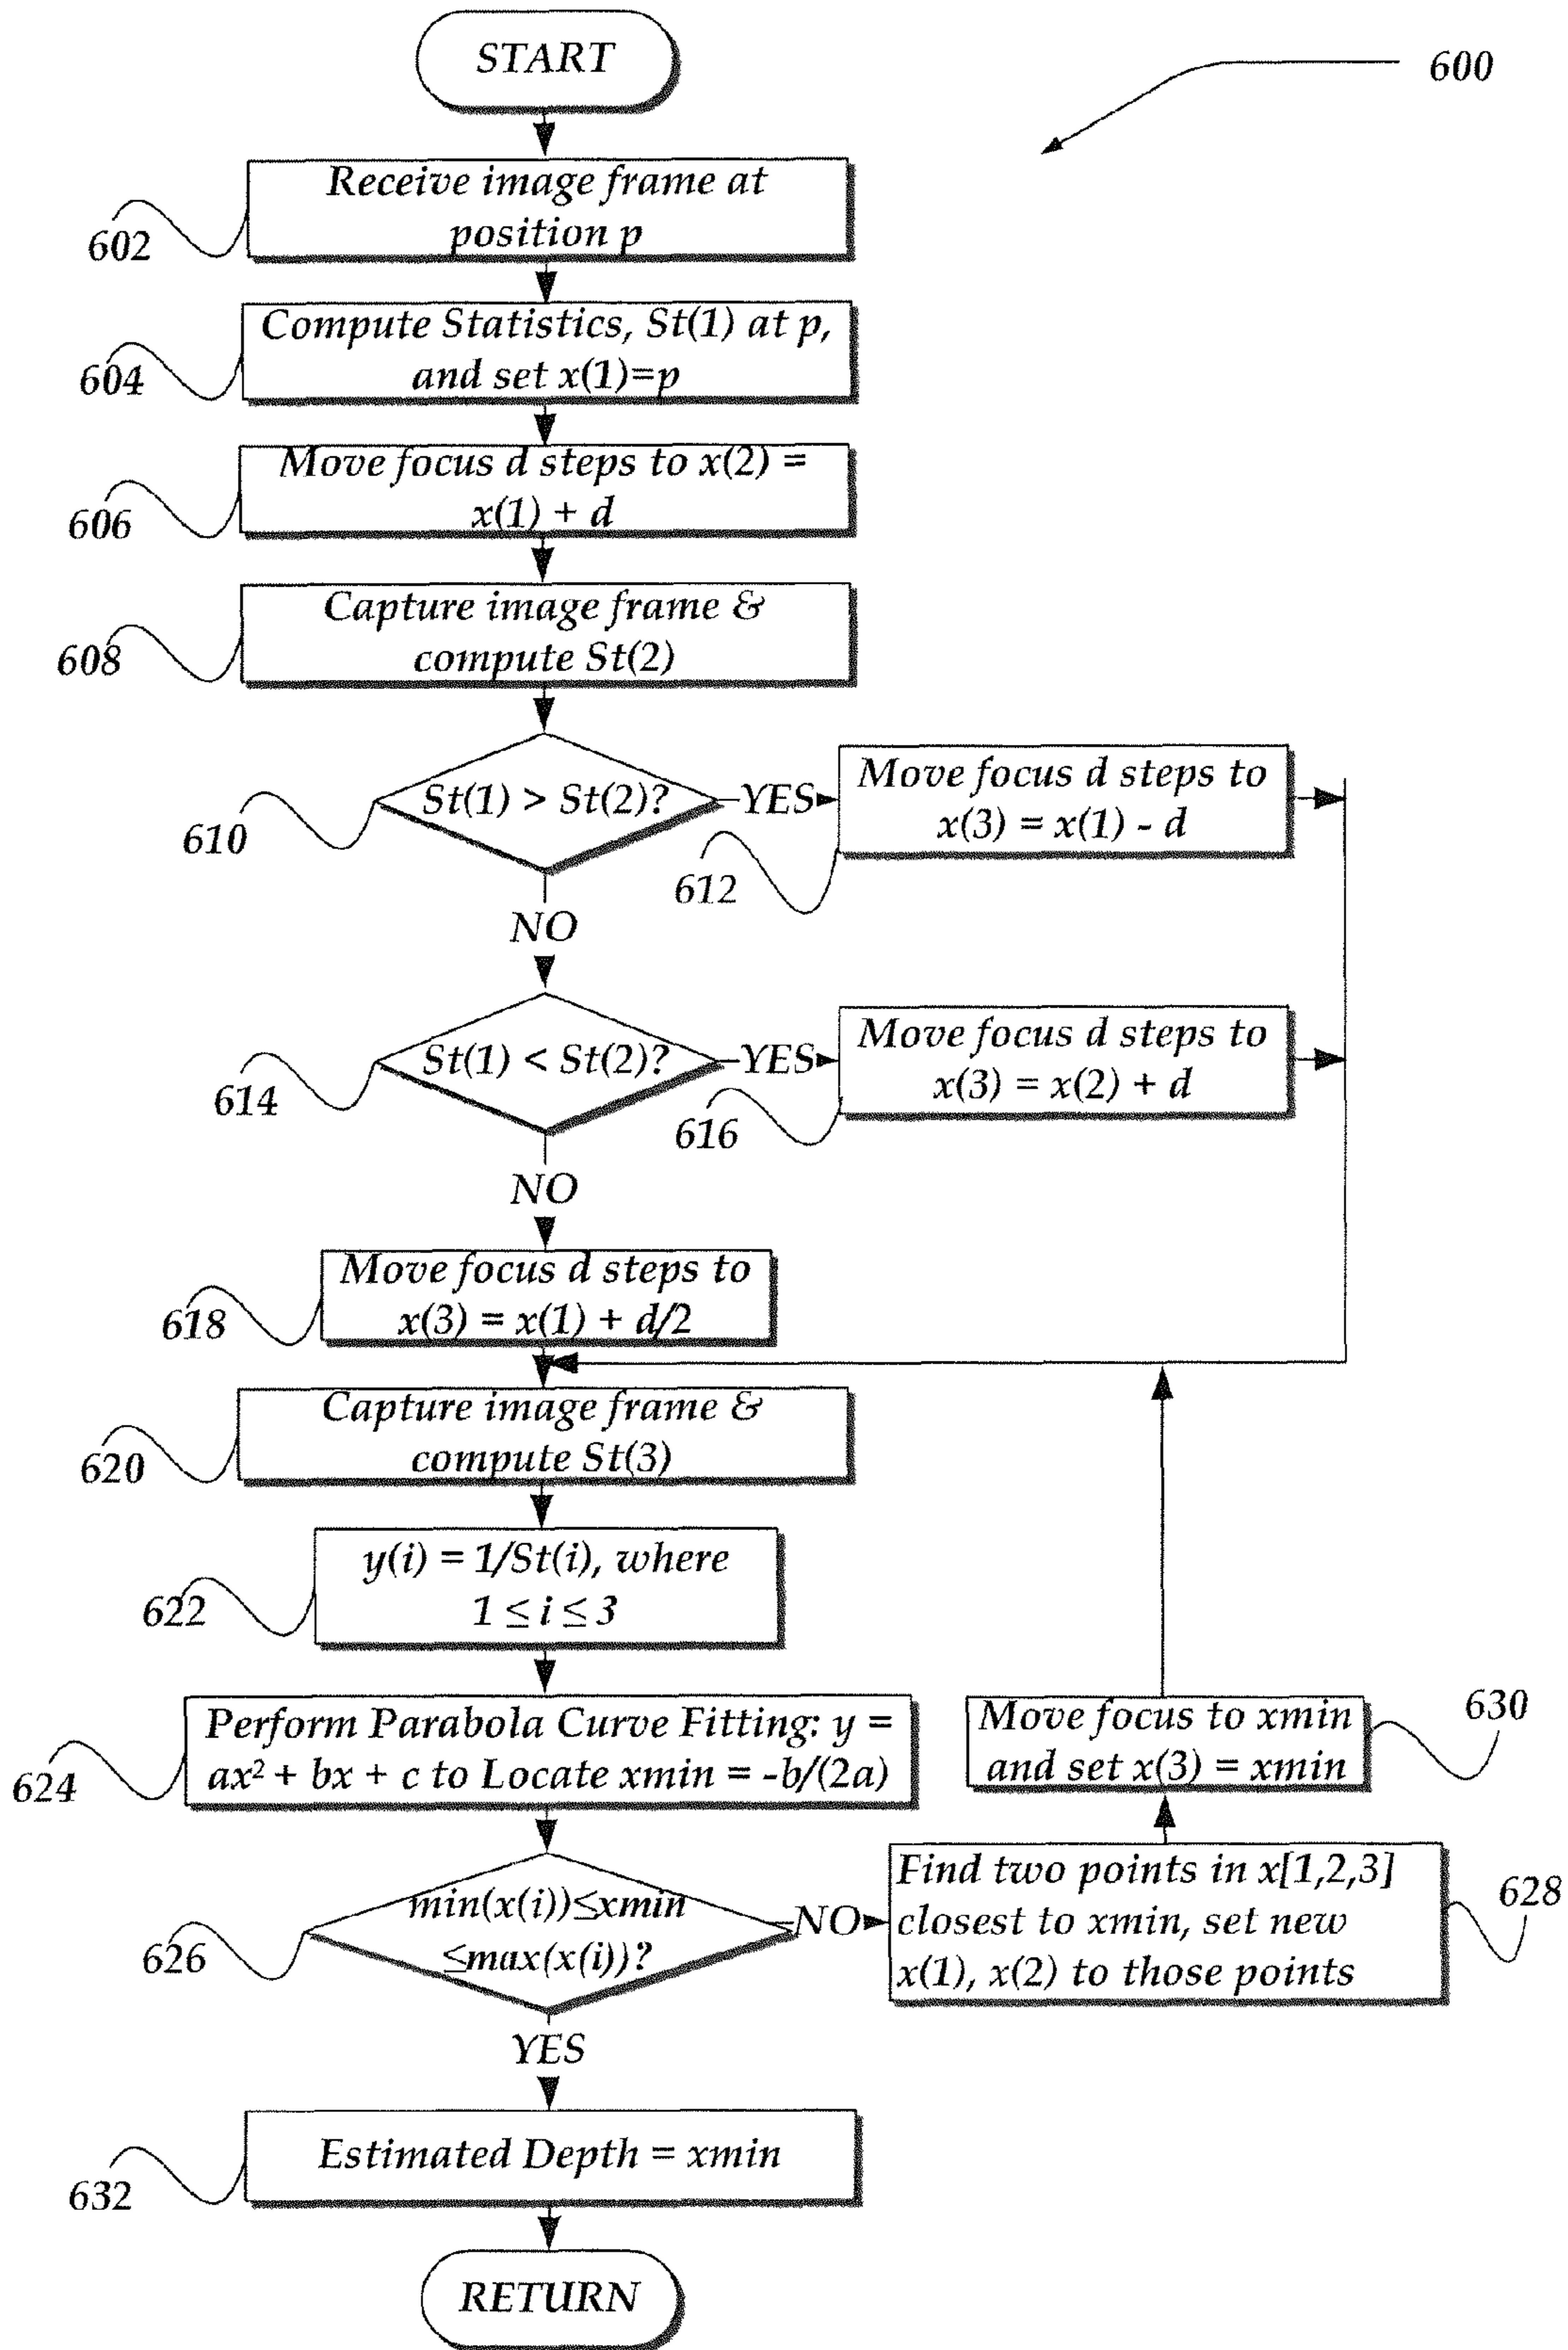 START
600
Receive image frame at
position p
602
Compute Statistics, St(1) at p,
and set x(1)=p
604
Move focus d steps to x(2) =
x(1) + d
606
Capture image frame &
compute St(2)
608
St(1) > St(2)?
YES
Move focus d steps to
x(3) = x(1) - d
610
612
NO
St(1) < St(2)?
YES
Move focus d steps to
x(3) = x(2) + d
614
616
NO
Move focus d steps to
x(3) = x(1) + d/2
618
Capture image frame &
compute St(3)
620
y(i) = 1/St(i), where
1 ≤ i ≤ 3
622
Perform Parabola Curve Fitting: y =
ax² + bx + c to Locate xmin = -b/(2a)
624
Move focus to xmin
and set x(3) = xmin
630
min(x(i))≤xmin
≤max(x(i))?
626
NO
Find two points in x[1,2,3]
closest to xmin, set new
x(1), x(2) to those points
628
YES
Estimated Depth = xmin
632
RETURN